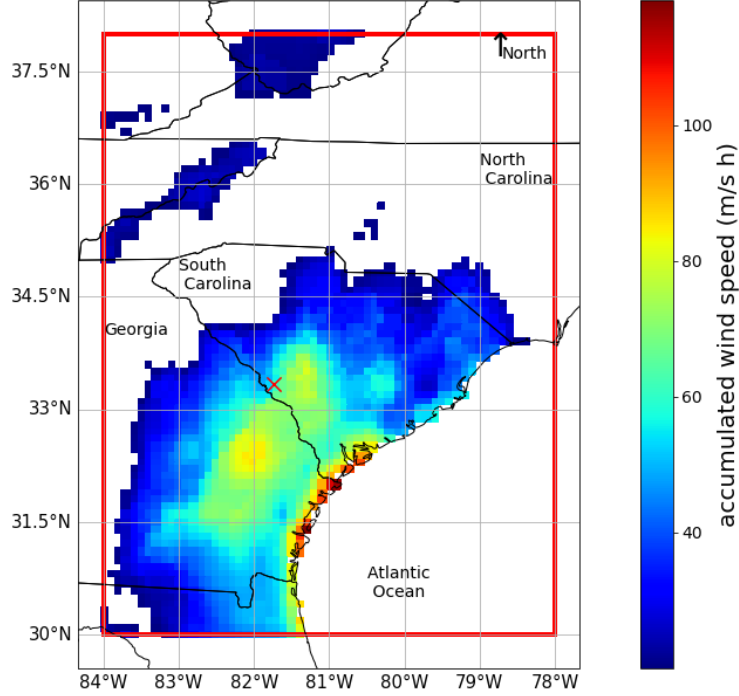 37.5°N
North
100
North
Carolina
36°N
80
South
Carolina
34.5°N
Georgia
60
33°N
31.5°N
40
Atlantic
Ocean
30°N
84°W 83°W 82°W 80°W 79°W 78°W
accumulated wind speed (m/s h)